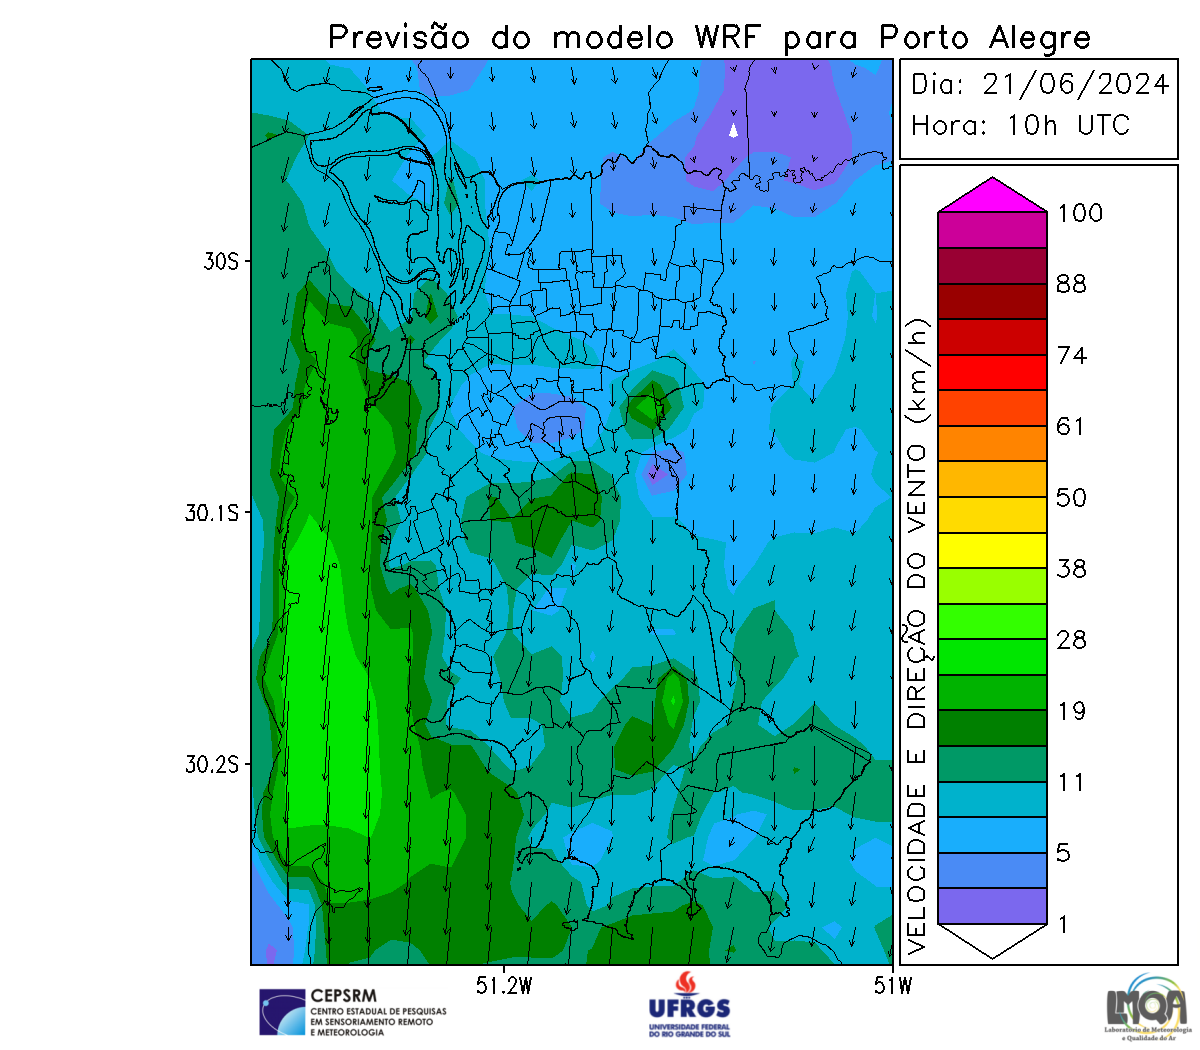 Previsão do modelo WRF para Porto Alegre
Dia: 21/06/2024
Hora: 10h UTC
100
88
74
61
50
38
28
19
11
5
1
VELOCIDADE E DIREÇÃO DO VENTO (km/h)
30S
30.1S
30.2S
51.2W
51W
CEPSRM
CENTRO ESTADUAL DE PESQUISAS
EM SENSORIAMENTO REMOTO
E METEOROLOGIA
UFRGS
UNIVERSIDADE FEDERAL
DO RIO GRANDE DO SUL
LMQA
Laboratório de Meteorologia
e Qualidade do Ar